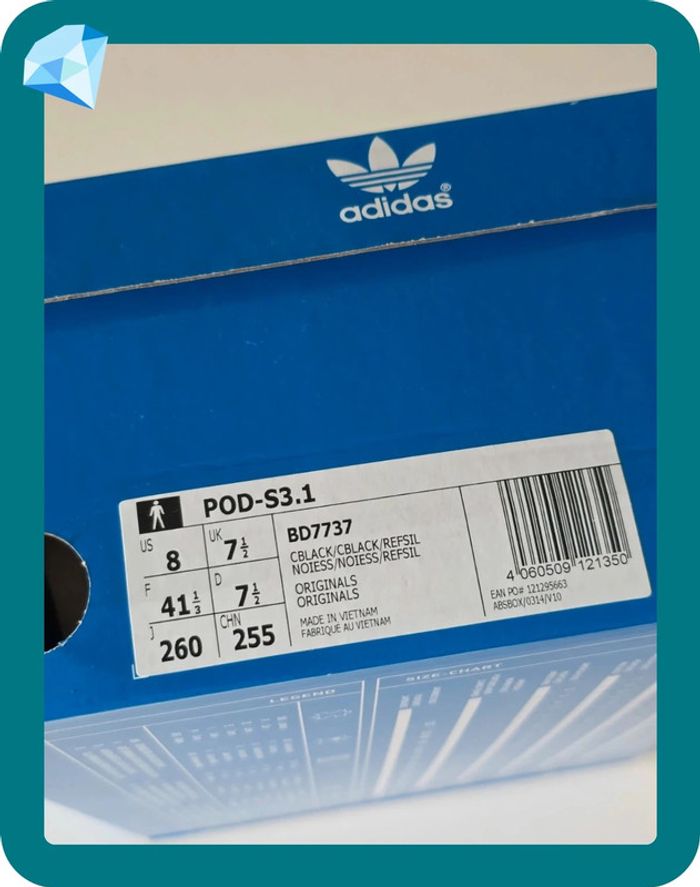 adidas®
POD-S3.1
US 8
UK 7½
F 41⅓
D 7½
J 260
CHN 255
BD7737
CBLACK/CBLACK/REFSIL
NOIESS/NOIESS/REFSIL
ORIGINALS
ORIGINALS
MADE IN VIETNAM
FABRIQUE AU VIETNAM
4 060509 121350
EAN PO# 121295663
ABSBOX/0314/V10
LEGEND
SIZE-CHART